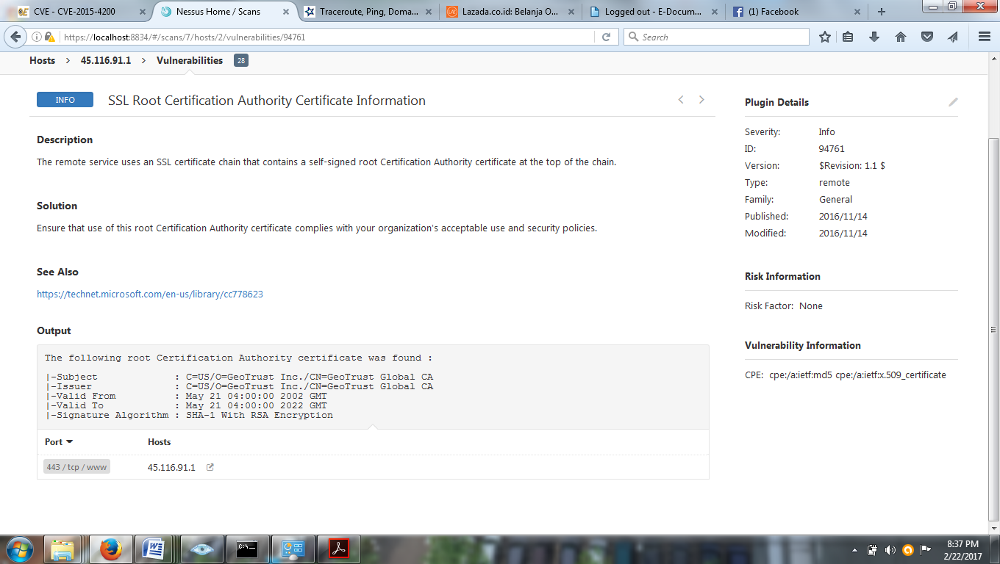 CVE - CVE-2015-4200
Nessus Home / Scans
Traceroute, Ping, Doma...
Lazada.co.id: Belanja O...
Logged out - E-Docum...
(1) Facebook
https://localhost:8834/#/scans/7/hosts/2/vulnerabilities/94761
Search
Hosts > 45.116.91.1 > Vulnerabilities 28
INFO
SSL Root Certification Authority Certificate Information
Description
The remote service uses an SSL certificate chain that contains a self-signed root Certification Authority certificate at the top of the chain.
Solution
Ensure that use of this root Certification Authority certificate complies with your organization's acceptable use and security policies.
See Also
https://technet.microsoft.com/en-us/library/cc778623
Output
The following root Certification Authority certificate was found :
|-Subject : C=US/O=GeoTrust Inc./CN=GeoTrust Global CA
|-Issuer : C=US/O=GeoTrust Inc./CN=GeoTrust Global CA
|-Valid From : May 21 04:00:00 2002 GMT
|-Valid To : May 21 04:00:00 2022 GMT
|-Signature Algorithm : SHA-1 With RSA Encryption
Port Hosts
443 / tcp / www 45.116.91.1
Plugin Details
Severity: Info
ID: 94761
Version: $Revision: 1.1 $
Type: remote
Family: General
Published: 2016/11/14
Modified: 2016/11/14
Risk Information
Risk Factor: None
Vulnerability Information
CPE: cpe:/a:ietf:md5 cpe:/a:ietf:x.509_certificate
8:37 PM
2/22/2017